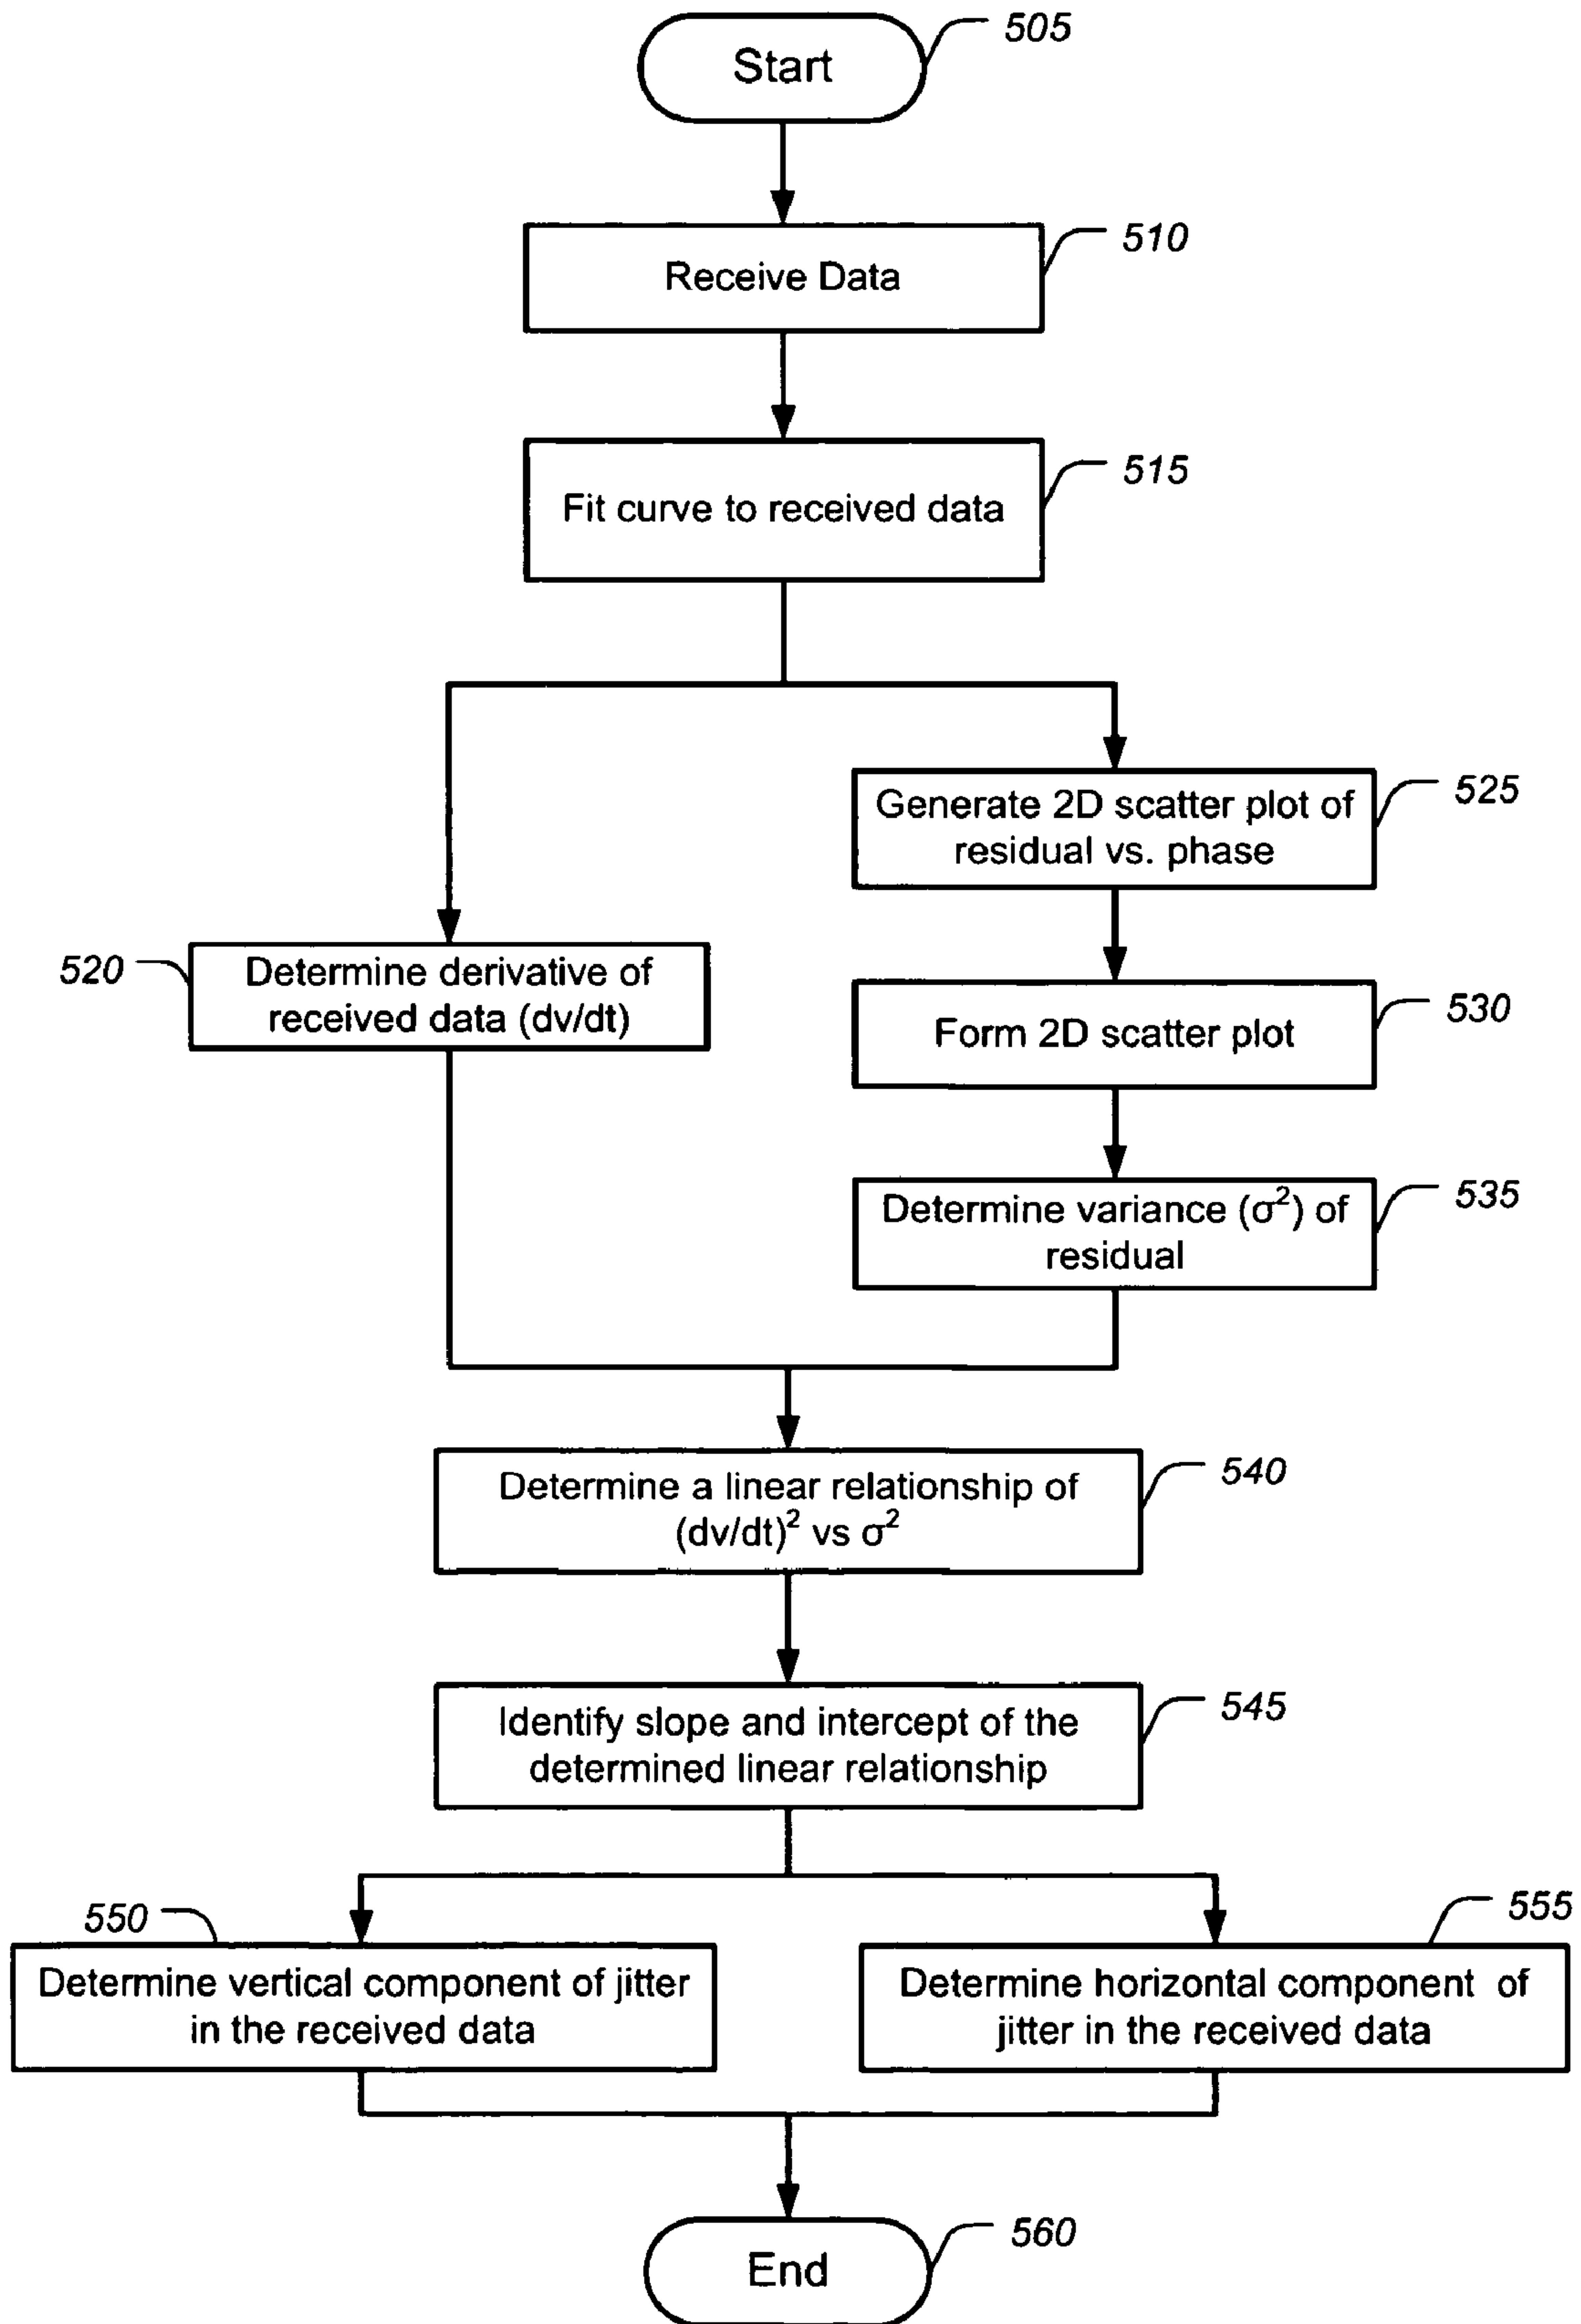 Start
505
Receive Data
510
Fit curve to received data
515
Generate 2D scatter plot of
residual vs. phase
525
520
Determine derivative of
received data (dv/dt)
Form 2D scatter plot
530
Determine variance (σ²) of
residual
535
Determine a linear relationship of
(dv/dt)² vs σ²
540
Identify slope and intercept of the
determined linear relationship
545
550
Determine vertical component of jitter
in the received data
555
Determine horizontal component of
jitter in the received data
End
560